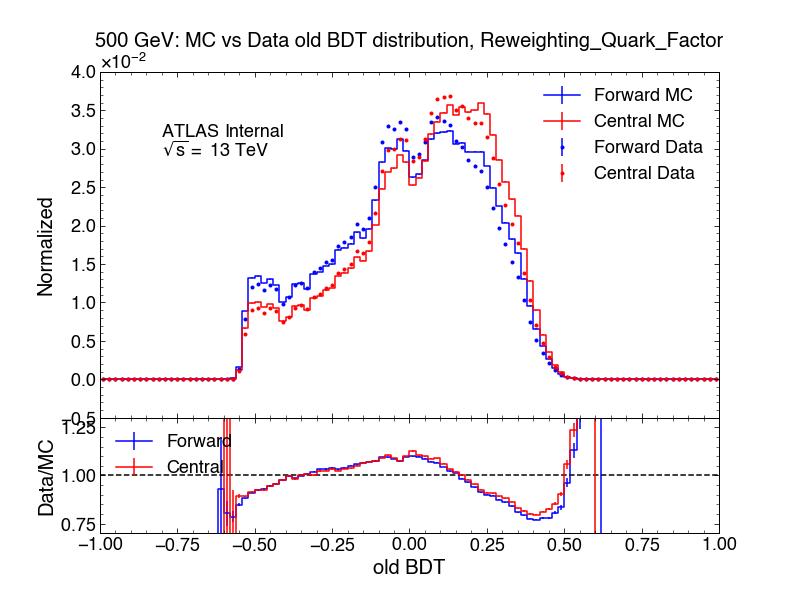 500 GeV: MC vs Data old BDT distribution, Reweighting_Quark_Factor
×10⁻²
4.0
3.5
3.0
2.5
2.0
1.5
1.0
0.5
0.0
−0.5
Normalized
ATLAS Internal
√s = 13 TeV
Forward MC
Central MC
Forward Data
Central Data
1.25
1.00
0.75
Data/MC
Forward
Central
−1.00 −0.75 −0.50 −0.25 0.00 0.25 0.50 0.75 1.00
old BDT